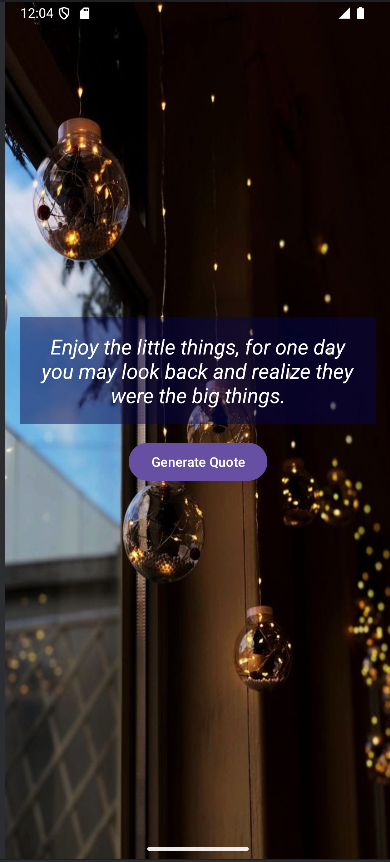 12:04
Enjoy the little things, for one day
you may look back and realize they
were the big things.
Generate Quote